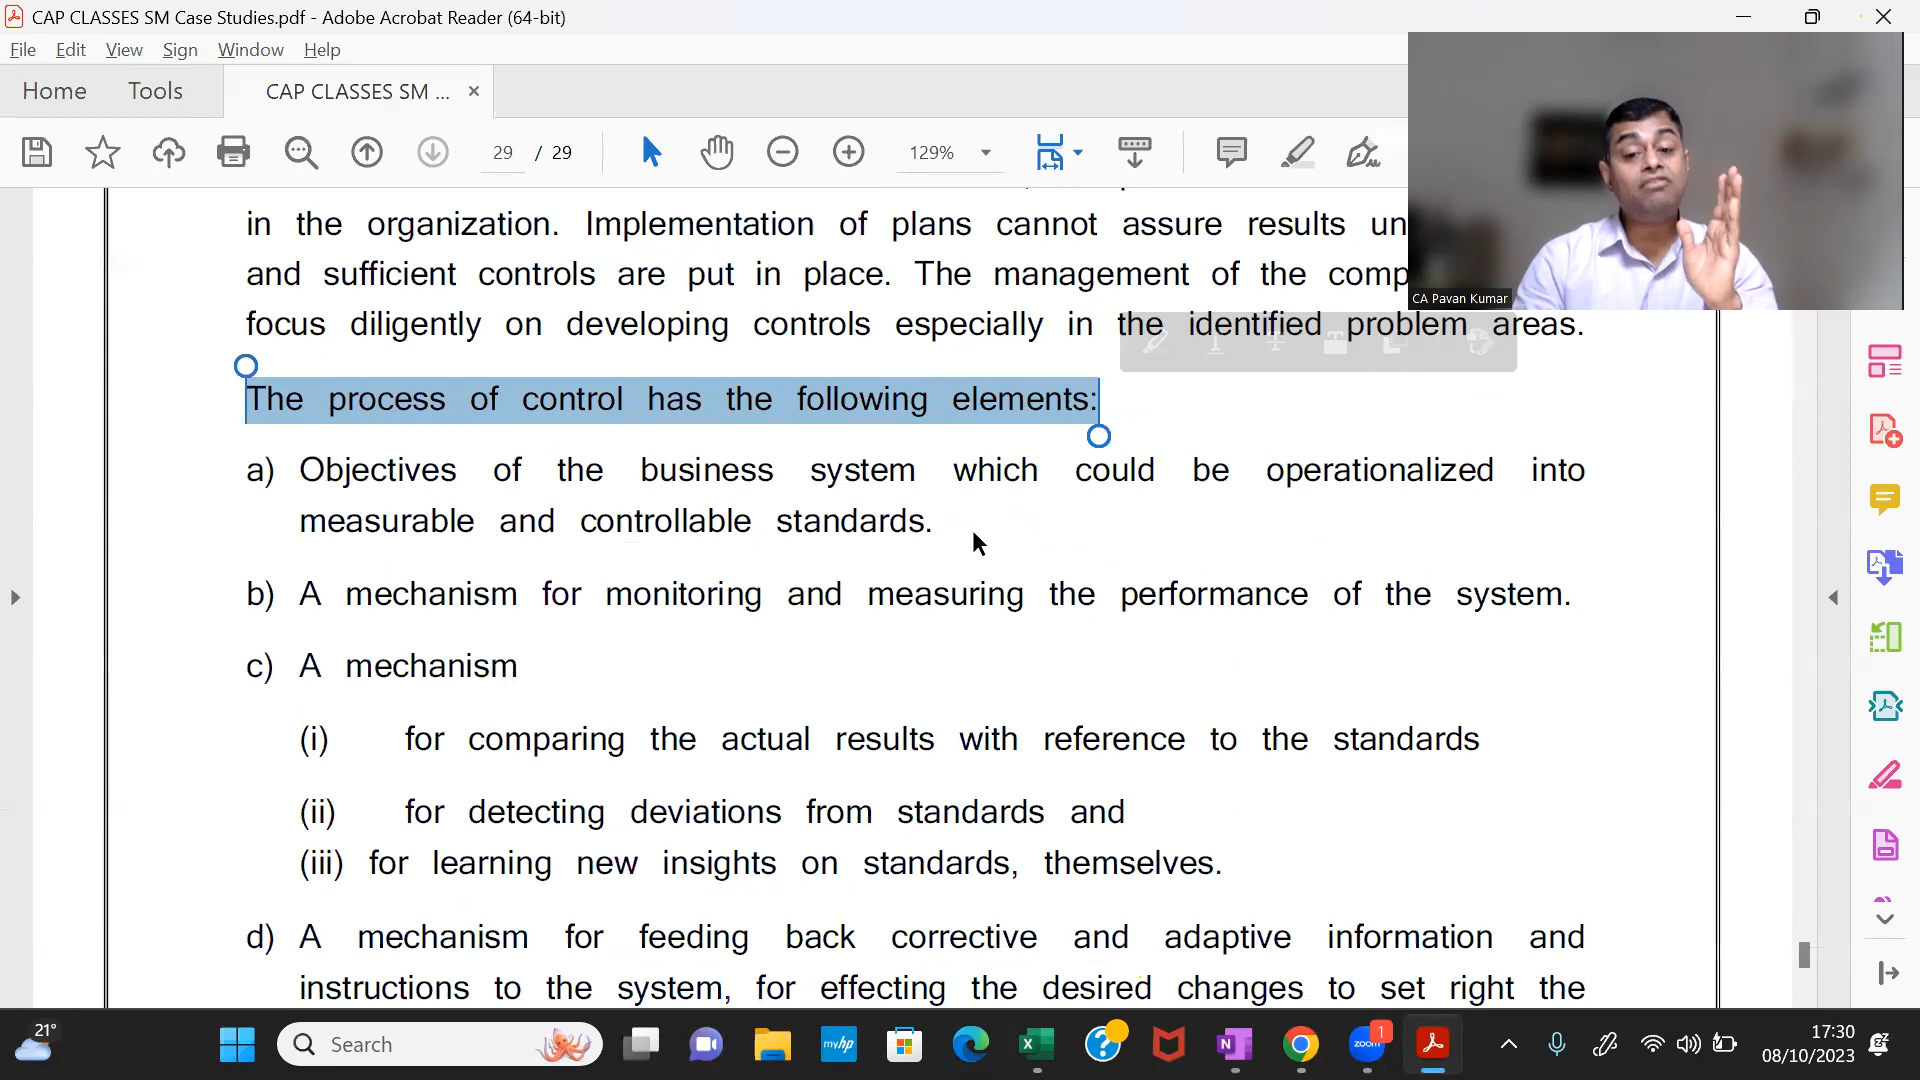 CAP CLASSES SM Case Studies.pdf - Adobe Acrobat Reader (64-bit)
File Edit View Sign Window Help
Home Tools CAP CLASSES SM ... ×
29 / 29 129%
CA Pavan Kumar
in the organization. Implementation of plans cannot assure results un
and sufficient controls are put in place. The management of the comp
focus diligently on developing controls especially in the identified problem areas.
The process of control has the following elements:
a) Objectives of the business system which could be operationalized into
measurable and controllable standards.
b) A mechanism for monitoring and measuring the performance of the system.
c) A mechanism
(i) for comparing the actual results with reference to the standards
(ii) for detecting deviations from standards and
(iii) for learning new insights on standards, themselves.
d) A mechanism for feeding back corrective and adaptive information and
instructions to the system, for effecting the desired changes to set right the
21°
Search
myhp
zoom
1
17:30
08/10/2023